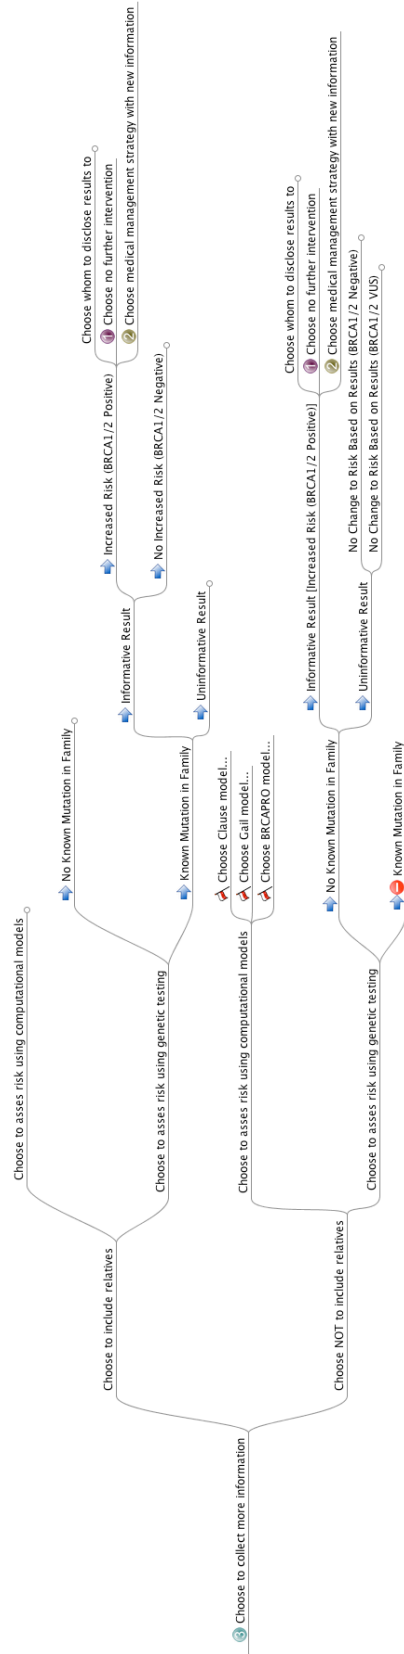 3 Choose to collect more information
Choose to include relatives
Choose to asses risk using computational models
Choose to asses risk using genetic testing
No Known Mutation in Family
Known Mutation in Family
Informative Result
Increased Risk (BRCA1/2 Positive)
Choose whom to disclose results to
1 Choose no further intervention
2 Choose medical management strategy with new information
No Increased Risk (BRCA1/2 Negative)
Uninformative Result
Choose NOT to include relatives
Choose to asses risk using computational models
Choose Clause model...
Choose Gail model...
Choose BRCAPRO model...
Choose to asses risk using genetic testing
No Known Mutation in Family
Informative Result [Increased Risk (BRCA1/2 Positive)]
Choose whom to disclose results to
1 Choose no further intervention
2 Choose medical management strategy with new information
Uninformative Result
No Change to Risk Based on Results (BRCA1/2 Negative)
No Change to Risk Based on Results (BRCA1/2 VUS)
Known Mutation in Family